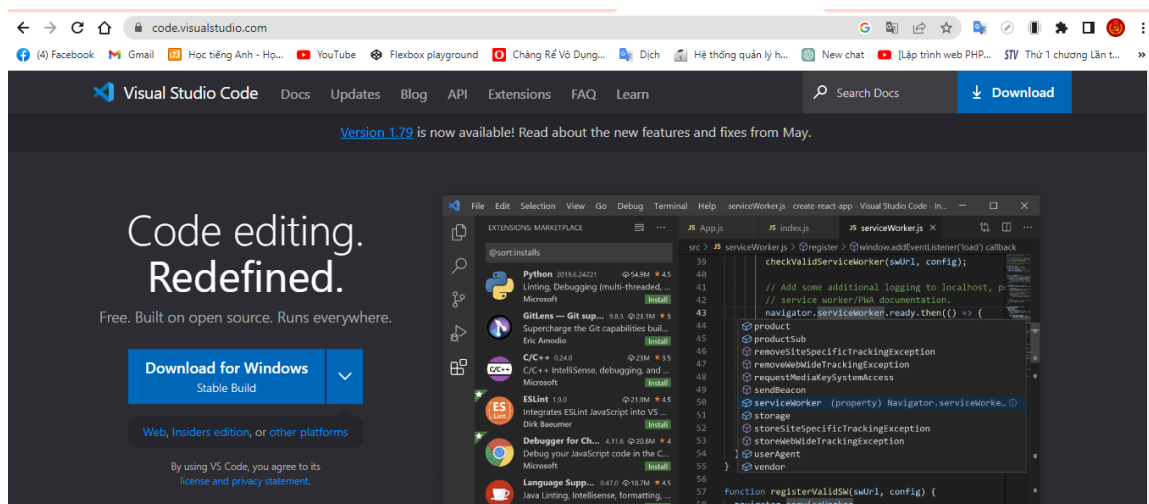 code.visualstudio.com
(4) Facebook Gmail Học tiếng Anh - Họ... YouTube Flexbox playground Chàng Rể Vô Dụng... Dịch Hệ thống quản lý h... New chat [Lập trình web PHP... STV Thứ 1 chương Lăn t... »
Visual Studio Code Docs Updates Blog API Extensions FAQ Learn Search Docs Download
Version 1.79 is now available! Read about the new features and fixes from May.
Code editing.
Redefined.
Free. Built on open source. Runs everywhere.
Download for Windows
Stable Build
Web, Insiders edition, or other platforms
By using VS Code, you agree to its
license and privacy statement.
File Edit Selection View Go Debug Terminal Help serviceWorker.js - create-react-app - Visual Studio Code - In...
EXTENSIONS: MARKETPLACE
@sort:installs
Python 2019.6.24221 54.9M ★ 4.5
Linting, Debugging (multi-threaded, ...
Microsoft Install
GitLens — Git sup... 9.8.5 23.1M ★ 5
Supercharge the Git capabilities buil...
Eric Amodio Install
C/C++ 0.24.0 23M ★ 3.5
C/C++ IntelliSense, debugging, and ...
Microsoft Install
ESLint 1.9.0 21.9M ★ 4.5
Integrates ESLint JavaScript into VS ...
Dirk Baeumer Install
Debugger for Ch... 4.11.6 20.6M ★ 4
Debug your JavaScript code in the C...
Microsoft Install
Language Supp... 0.47.0 18.7M ★ 4.5
Java Linting, Intellisense, formatting, ...
JS App.js JS index.js JS serviceWorker.js
src > JS serviceWorker.js > register > window.addEventListener('load') callback
39 checkValidServiceWorker(swUrl, config);
40
41 // Add some additional logging to localhost, p
42 // service worker/PWA documentation.
43 navigator.serviceWorker.ready.then(() => {
44 product
45 productSub
46 removeSiteSpecificTrackingException
47 removeWebWideTrackingException
48 requestMediaKeySystemAccess
49 sendBeacon
50 serviceWorker (property) Navigator.serviceWorke...
51 storage
52 storeSiteSpecificTrackingException
53 storeWebWideTrackingException
54 } userAgent
55 } vendor
56
57 function registerValidSW(swUrl, config) {
58 navigator.serviceWorker